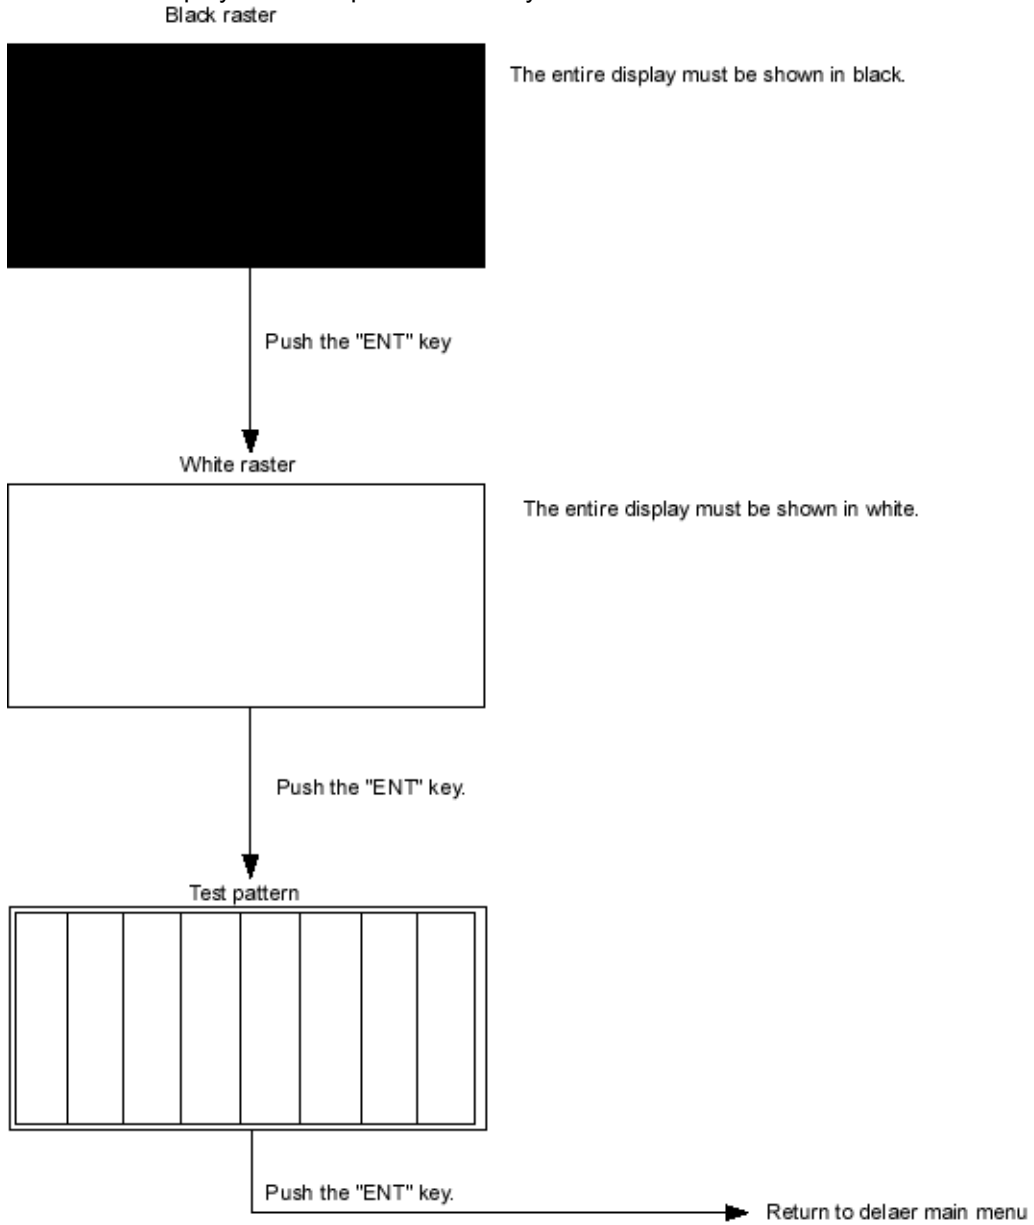 Black raster
The entire display must be shown in black.
Push the "ENT" key
White raster
The entire display must be shown in white.
Push the "ENT" key.
Test pattern
Push the "ENT" key.
Return to delaer main menu